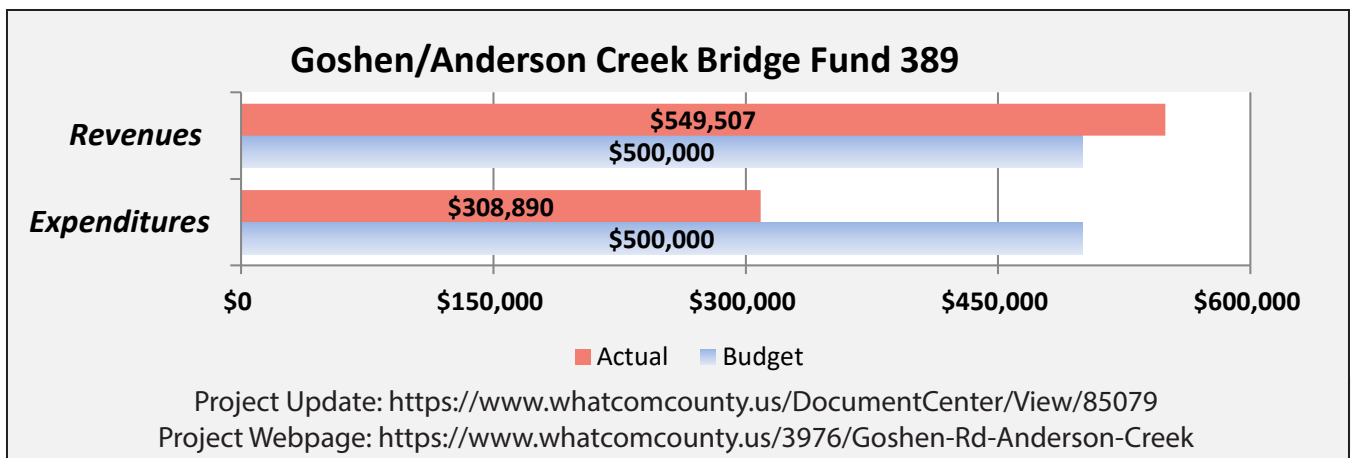 Goshen/Anderson Creek Bridge Fund 389
Revenues
$549,507
$500,000
Expenditures
$308,890
$500,000
$0 $150,000 $300,000 $450,000 $600,000
Actual Budget
Project Update: https://www.whatcomcounty.us/DocumentCenter/View/85079
Project Webpage: https://www.whatcomcounty.us/3976/Goshen-Rd-Anderson-Creek